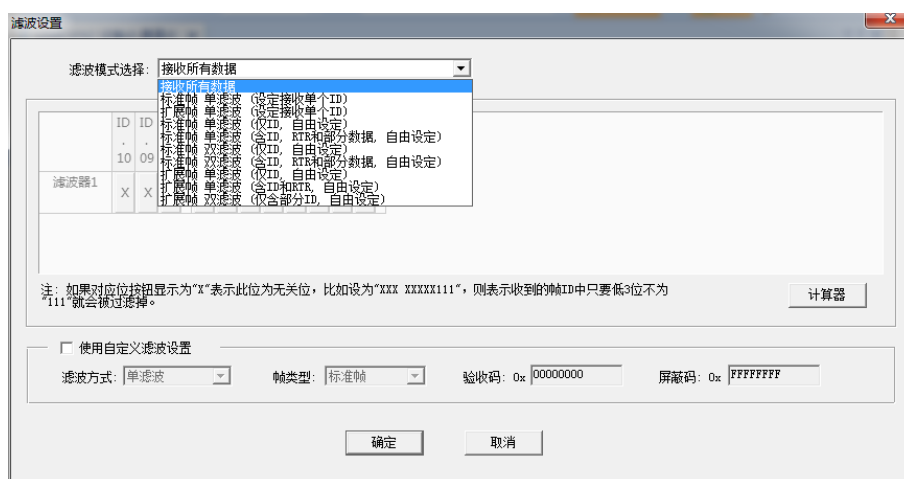 滤波设置
X
滤波模式选择: 接收所有数据
接收所有数据
标准帧 单滤波 (设定接收单个ID)
扩展帧 单滤波 (设定接收单个ID)
标准帧 单滤波 (仅ID, 自由设定)
标准帧 单滤波 (含ID, RTR和部分数据, 自由设定)
标准帧 双滤波 (仅ID, 自由设定)
标准帧 双滤波 (含ID, RTR和部分数据, 自由设定)
扩展帧 单滤波 (仅ID, 自由设定)
扩展帧 单滤波 (含ID和RTR, 自由设定)
扩展帧 双滤波 (仅含部分ID, 自由设定)
ID ID
. .
10 09
滤波器1 X X
注: 如果对应位按钮显示为"X"表示此位为无关位, 比如设为"XXX XXXXX111", 则表示收到的帧ID中只要低3位不为
"111"就会被过滤掉。
计算器
使用自定义滤波设置
滤波方式: 单滤波 帧类型: 标准帧 验收码: 0x 00000000 屏蔽码: 0x FFFFFFFF
确定 取消